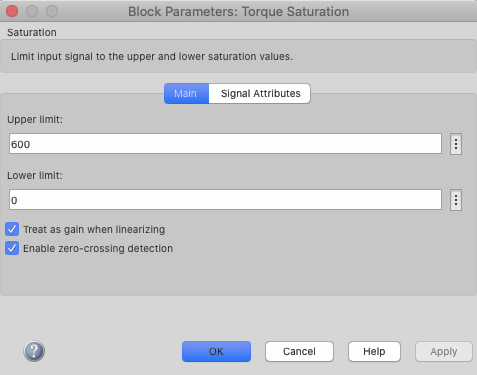 Block Parameters: Torque Saturation
Saturation
Limit input signal to the upper and lower saturation values.
Main Signal Attributes
Upper limit:
600
Lower limit:
0
Treat as gain when linearizing
Enable zero-crossing detection
? OK Cancel Help Apply